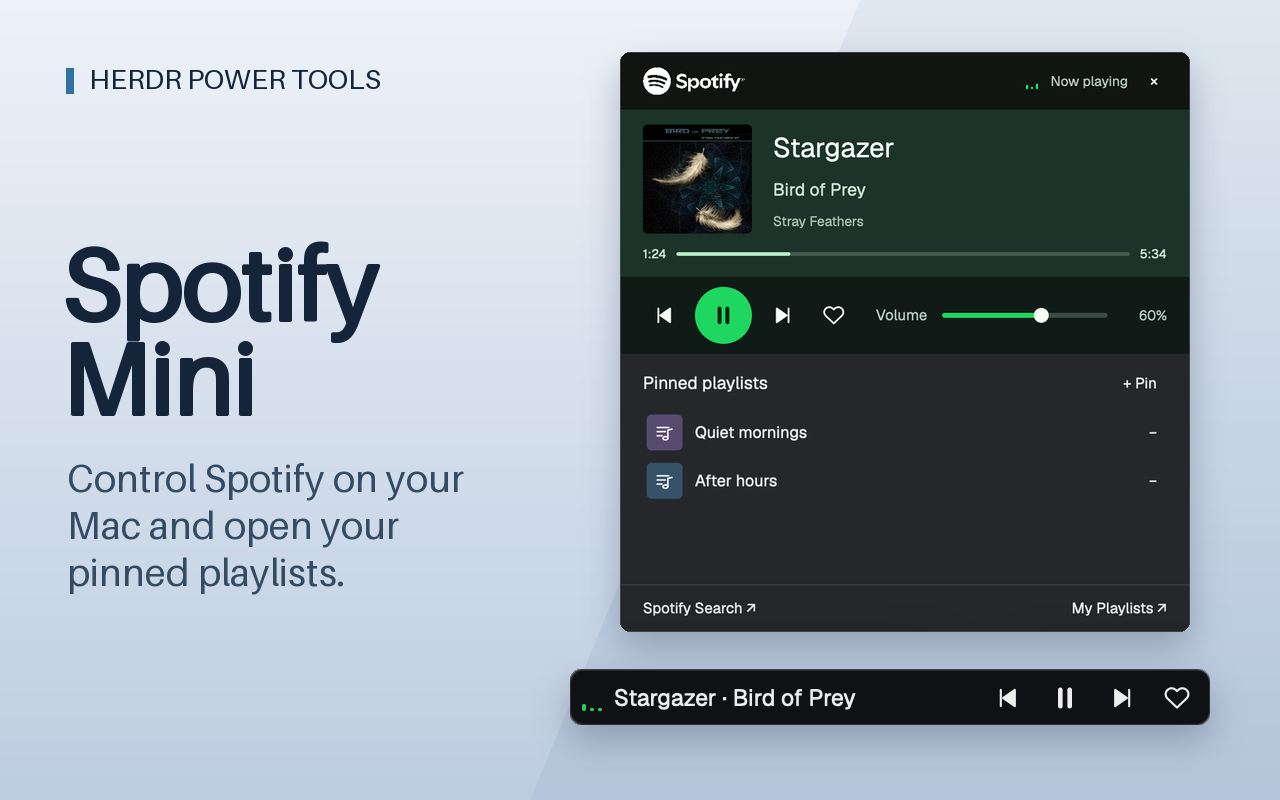 HERDR POWER TOOLS
Spotify
Mini
Control Spotify on your
Mac and open your
pinned playlists.
Spotify
Now playing ×
BIRD OF PREY
Stargazer
Bird of Prey
Stray Feathers
1:24
5:34
Volume
60%
Pinned playlists
+ Pin
Quiet mornings –
After hours –
Spotify Search ↗
My Playlists ↗
Stargazer · Bird of Prey